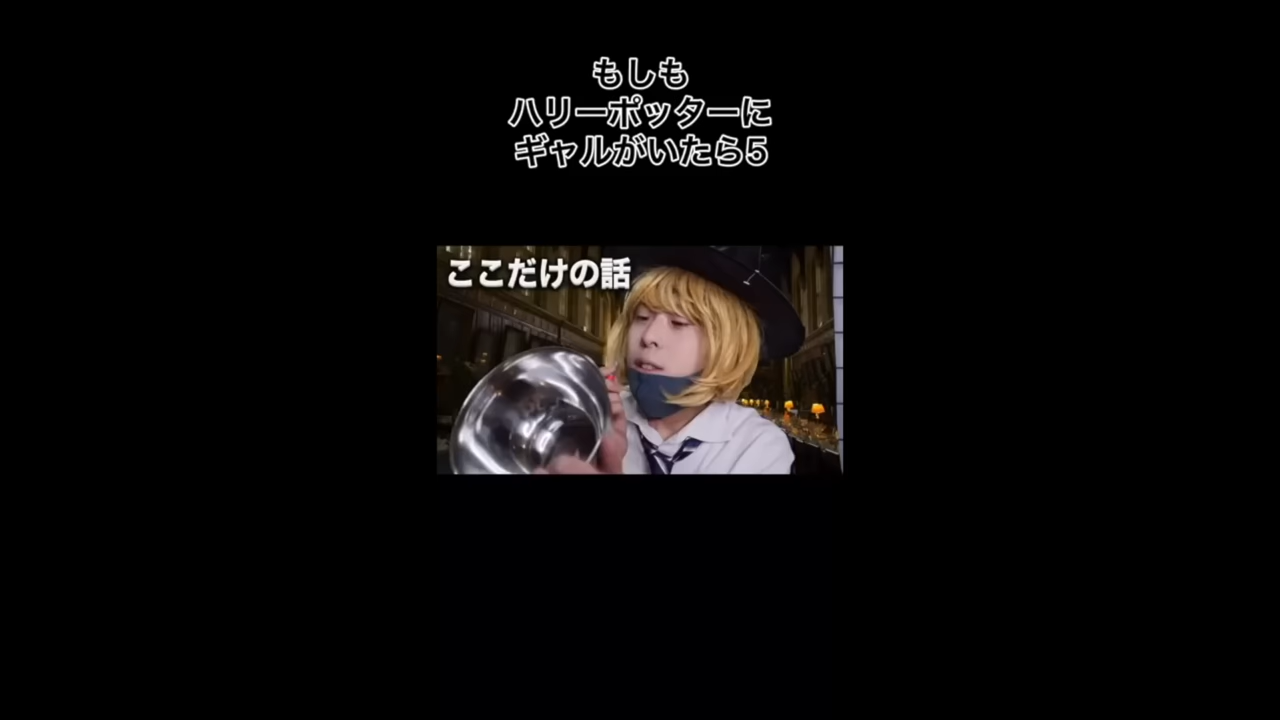 もしも
ハリーポッターに
ギャルがいたら5
ここだけの話